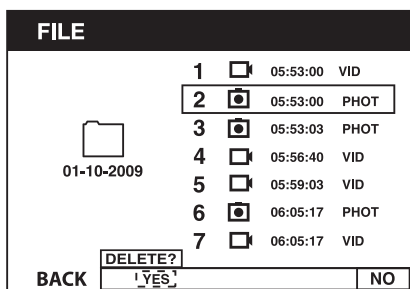 FILE
1 05:53:00 VID
2 05:53:00 PHOT
3 05:53:03 PHOT
4 05:56:40 VID
5 05:59:03 VID
6 06:05:17 PHOT
7 06:05:17 VID
01-10-2009
DELETE?
BACK YES NO